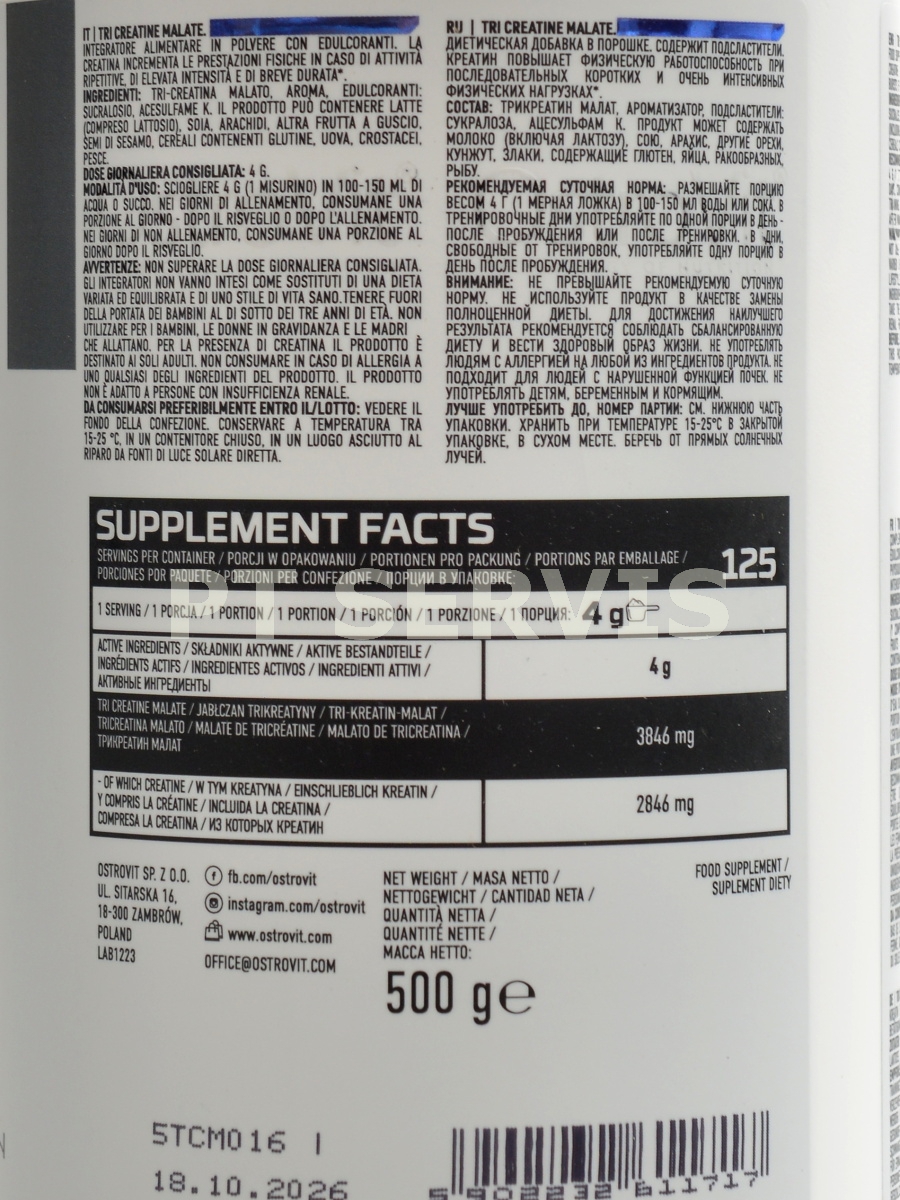 IT | TRI CREATINE MALATE.
INTEGRATORE ALIMENTARE IN POLVERE CON EDULCORANTI. LA
CREATINA INCREMENTA LE PRESTAZIONI FISICHE IN CASO DI ATTIVITÀ
RIPETITIVE, DI ELEVATA INTENSITÀ E DI BREVE DURATA*.
INGREDIENTI: TRI-CREATINA MALATO, AROMA, EDULCORANTI:
SUCRALOSIO, ACESULFAME K. IL PRODOTTO PUÒ CONTENERE LATTE
(COMPRESO LATTOSIO), SOIA, ARACHIDI, ALTRA FRUTTA A GUSCIO,
SEMI DI SESAMO, CEREALI CONTENENTI GLUTINE, UOVA, CROSTACEI,
PESCE.
DOSE GIORNALIERA CONSIGLIATA: 4 G.
MODALITÀ D'USO: SCIOGLIERE 4 G (1 MISURINO) IN 100-150 ML DI
ACQUA O SUCCO. NEI GIORNI DI ALLENAMENTO, CONSUMANE UNA
PORZIONE AL GIORNO - DOPO IL RISVEGLIO O DOPO L'ALLENAMENTO.
NEI GIORNI DI NON ALLENAMENTO, CONSUMANE UNA PORZIONE AL
GIORNO DOPO IL RISVEGLIO.
AVVERTENZE: NON SUPERARE LA DOSE GIORNALIERA CONSIGLIATA.
GLI INTEGRATORI NON VANNO INTESI COME SOSTITUTI DI UNA DIETA
VARIATA ED EQUILIBRATA E DI UNO STILE DI VITA SANO.TENERE FUORI
DELLA PORTATA DEI BAMBINI AL DI SOTTO DEI TRE ANNI DI ETÀ. NON
UTILIZZARE PER I BAMBINI, LE DONNE IN GRAVIDANZA E LE MADRI
CHE ALLATTANO. PER LA PRESENZA DI CREATINA IL PRODOTTO È
DESTINATO AI SOLI ADULTI. NON CONSUMARE IN CASO DI ALLERGIA A
UNO QUALSIASI DEGLI INGREDIENTI DEL PRODOTTO. IL PRODOTTO
NON È ADATTO A PERSONE CON INSUFFICIENZA RENALE.
DA CONSUMARSI PREFERIBILMENTE ENTRO IL/LOTTO: VEDERE IL
FONDO DELLA CONFEZIONE. CONSERVARE A TEMPERATURA TRA
15-25 °C, IN UN CONTENITORE CHIUSO, IN UN LUOGO ASCIUTTO AL
RIPARO DA FONTI DI LUCE SOLARE DIRETTA.
RU | TRI CREATINE MALATE.
ДИЕТИЧЕСКАЯ ДОБАВКА В ПОРОШКЕ. СОДЕРЖИТ ПОДСЛАСТИТЕЛИ.
КРЕАТИН ПОВЫШАЕТ ФИЗИЧЕСКУЮ РАБОТОСПОСОБНОСТЬ ПРИ
ПОСЛЕДОВАТЕЛЬНЫХ КОРОТКИХ И ОЧЕНЬ ИНТЕНСИВНЫХ
ФИЗИЧЕСКИХ НАГРУЗКАХ*.
СОСТАВ: ТРИКРЕАТИН МАЛАТ, АРОМАТИЗАТОР, ПОДСЛАСТИТЕЛИ:
СУКРАЛОЗА, АЦЕСУЛЬФАМ К. ПРОДУКТ МОЖЕТ СОДЕРЖАТЬ
МОЛОКО (ВКЛЮЧАЯ ЛАКТОЗУ), СОЮ, АРАХИС, ДРУГИЕ ОРЕХИ,
КУНЖУТ, ЗЛАКИ, СОДЕРЖАЩИЕ ГЛЮТЕН, ЯЙЦА, РАКООБРАЗНЫХ,
РЫБУ.
РЕКОМЕНДУЕМАЯ СУТОЧНАЯ НОРМА: РАЗМЕШАЙТЕ ПОРЦИЮ
ВЕСОМ 4 Г (1 МЕРНАЯ ЛОЖКА) В 100-150 МЛ ВОДЫ ИЛИ СОКА. В
ТРЕНИРОВОЧНЫЕ ДНИ УПОТРЕБЛЯЙТЕ ПО ОДНОЙ ПОРЦИИ В ДЕНЬ -
ПОСЛЕ ПРОБУЖДЕНИЯ ИЛИ ПОСЛЕ ТРЕНИРОВКИ. В ДНИ,
СВОБОДНЫЕ ОТ ТРЕНИРОВОК, УПОТРЕБЛЯЙТЕ ОДНУ ПОРЦИЮ В
ДЕНЬ ПОСЛЕ ПРОБУЖДЕНИЯ.
ВНИМАНИЕ: НЕ ПРЕВЫШАЙТЕ РЕКОМЕНДУЕМУЮ СУТОЧНУЮ
НОРМУ. НЕ ИСПОЛЬЗУЙТЕ ПРОДУКТ В КАЧЕСТВЕ ЗАМЕНЫ
ПОЛНОЦЕННОЙ ДИЕТЫ. ДЛЯ ДОСТИЖЕНИЯ НАИЛУЧШЕГО
РЕЗУЛЬТАТА РЕКОМЕНДУЕТСЯ СОБЛЮДАТЬ СБАЛАНСИРОВАННУЮ
ДИЕТУ И ВЕСТИ ЗДОРОВЫЙ ОБРАЗ ЖИЗНИ. НЕ УПОТРЕБЛЯТЬ
ЛЮДЯМ С АЛЛЕРГИЕЙ НА ЛЮБОЙ ИЗ ИНГРЕДИЕНТОВ ПРОДУКТА. НЕ
ПОДХОДИТ ДЛЯ ЛЮДЕЙ С НАРУШЕННОЙ ФУНКЦИЕЙ ПОЧЕК. НЕ
УПОТРЕБЛЯТЬ ДЕТЯМ, БЕРЕМЕННЫМ И КОРМЯЩИМ.
ЛУЧШЕ УПОТРЕБИТЬ ДО, НОМЕР ПАРТИИ: СМ. НИЖНЮЮ ЧАСТЬ
УПАКОВКИ. ХРАНИТЬ ПРИ ТЕМПЕРАТУРЕ 15-25°C В ЗАКРЫТОЙ
УПАКОВКЕ, В СУХОМ МЕСТЕ. БЕРЕЧЬ ОТ ПРЯМЫХ СОЛНЕЧНЫХ
ЛУЧЕЙ.
SUPPLEMENT FACTS
SERVINGS PER CONTAINER / PORCJI W OPAKOWANIU / PORTIONEN PRO PACKUNG / PORTIONS PAR EMBALLAGE /
PORCIONES POR PAQUETE / PORZIONI PER CONFEZIONE / ПОРЦИИ В УПАКОВКЕ:
125
PIT SERVIS
1 SERVING / 1 PORCJA / 1 PORTION / 1 PORTION / 1 PORCIÓN / 1 PORZIONE / 1 ПОРЦИЯ: 4 g
ACTIVE INGREDIENTS / SKŁADNIKI AKTYWNE / AKTIVE BESTANDTEILE /
INGRÉDIENTS ACTIFS / INGREDIENTES ACTIVOS / INGREDIENTI ATTIVI /
АКТИВНЫЕ ИНГРЕДИЕНТЫ
4 g
TRI CREATINE MALATE / JABŁCZAN TRIKREATYNY / TRI-KREATIN-MALAT /
TRICREATINA MALATO / MALATE DE TRICRÉATINE / MALATO DE TRICREATINA /
ТРИКРЕАТИН МАЛАТ
3846 mg
- OF WHICH CREATINE / W TYM KREATYNA / EINSCHLIEBLICH KREATIN /
Y COMPRIS LA CRÉATINE / INCLUIDA LA CREATINA /
COMPRESA LA CREATINA / ИЗ КОТОРЫХ КРЕАТИН
2846 mg
OSTROVIT SP. Z O.O.
UL. SITARSKA 16,
18-300 ZAMBRÓW,
POLAND
LAB1223
fb.com/ostrovit
instagram.com/ostrovit
www.ostrovit.com
OFFICE@OSTROVIT.COM
NET WEIGHT / MASA NETTO /
NETTOGEWICHT / CANTIDAD NETA /
QUANTITÀ NETTA /
QUANTITÉ NETTE /
МАССА НЕТТО:
500 g℮
FOOD SUPPLEMENT /
SUPLEMENT DIETY
5TCM016 |
18.10.2026
5 902232 611717